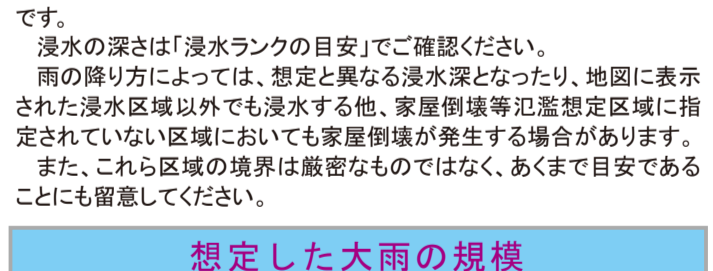 です。
浸水の深さは「浸水ランクの目安」でご確認ください。
雨の降り方によっては、想定と異なる浸水深となったり、地図に表示
された浸水区域以外でも浸水する他、家屋倒壊等氾濫想定区域に指
定されていない区域においても家屋倒壊が発生する場合があります。
また、これら区域の境界は厳密なものではなく、あくまで目安である
ことにも留意してください。
想定した大雨の規模